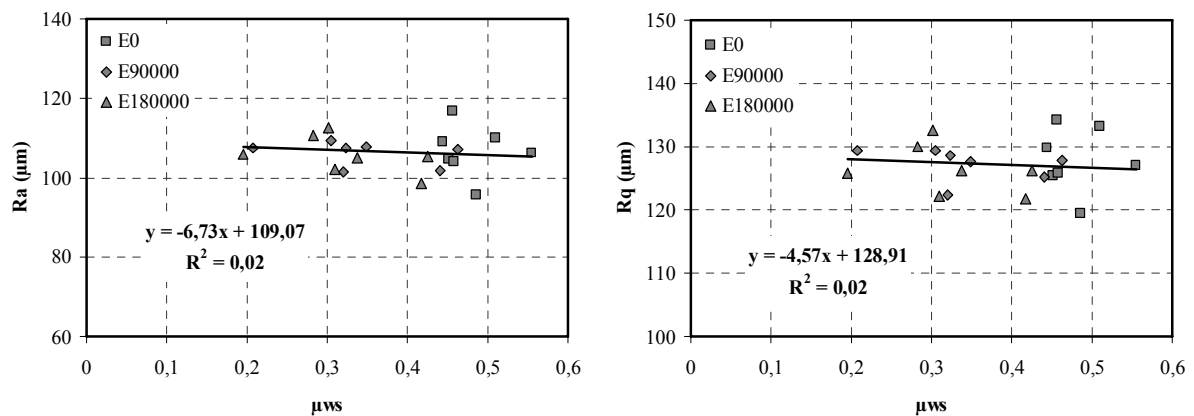 140
120
100
80
60
Ra (µm)
E0
E90000
E180000
y = -6,73x + 109,07
R² = 0,02
0 0,1 0,2 0,3 0,4 0,5 0,6
µws
150
140
130
120
110
100
Rq (µm)
E0
E90000
E180000
y = -4,57x + 128,91
R² = 0,02
0 0,1 0,2 0,3 0,4 0,5 0,6
µws